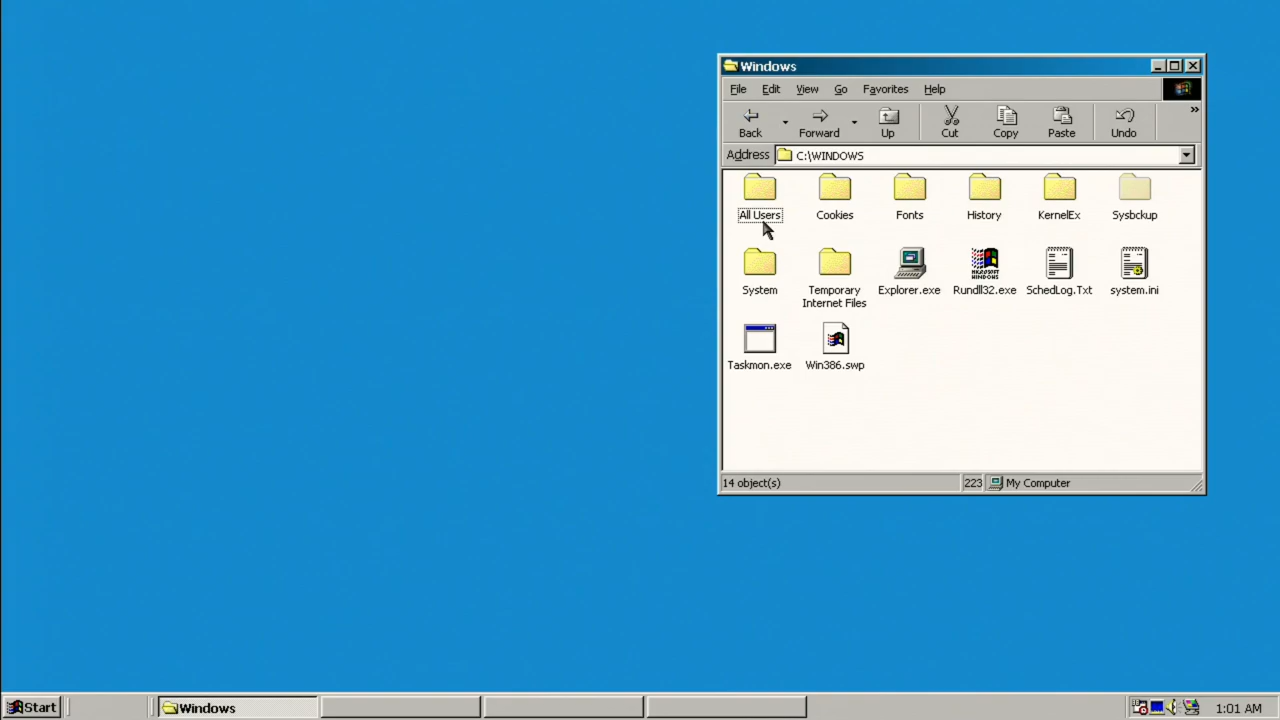 Windows
File Edit View Go Favorites Help
Back Forward Up Cut Copy Paste Undo
Address C:\WINDOWS
All Users Cookies Fonts History KernelEx Sysbckup
System Temporary Internet Files Explorer.exe Rundll32.exe SchedLog.Txt system.ini
MICROSOFT WINDOWS
Taskmon.exe Win386.swp
14 object(s) 223 My Computer
Start Windows 1:01 AM